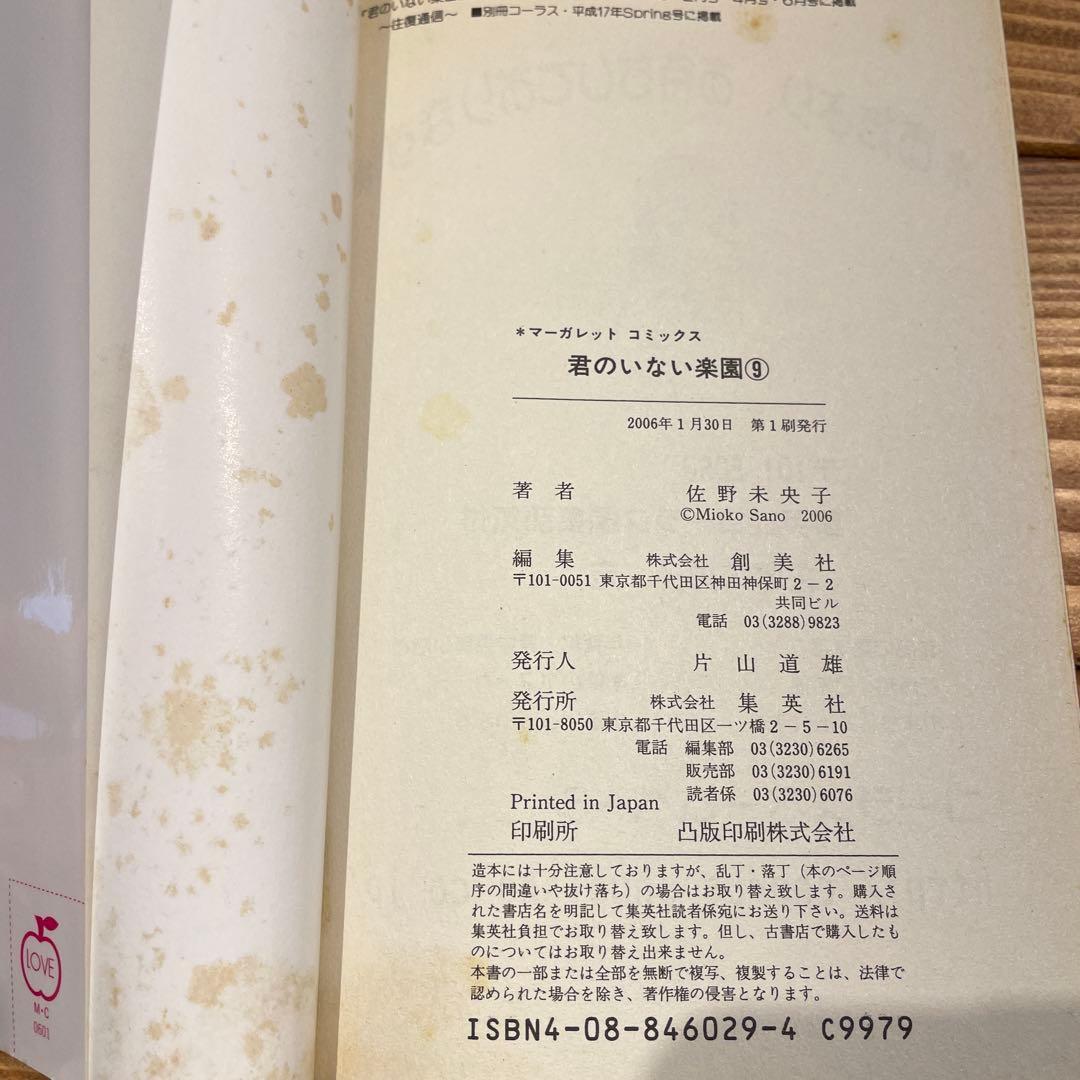 「君のいない楽園
4月号・6月号に掲載
～往復通信～ ■別冊コーラス・平成17年Spring号に掲載
＊マーガレット コミックス
君のいない楽園⑨
2006年1月30日 第1刷発行
著者 佐野未央子
©Mioko Sano 2006
編集 株式会社 創美社
〒101-0051 東京都千代田区神田神保町2－2
共同ビル
電話 03(3288)9823
発行人 片山道雄
発行所 株式会社 集英社
〒101-8050 東京都千代田区一ツ橋2－5－10
電話 編集部 03(3230)6265
販売部 03(3230)6191
読者係 03(3230)6076
Printed in Japan
印刷所 凸版印刷株式会社
造本には十分注意しておりますが、乱丁・落丁（本のページ順
序の間違いや抜け落ち）の場合はお取り替え致します。購入さ
れた書店名を明記して集英社読者係宛にお送り下さい。送料は
集英社負担でお取り替え致します。但し、古書店で購入したも
のについてはお取り替え出来ません。
本書の一部または全部を無断で複写、複製することは、法律で
認められた場合を除き、著作権の侵害となります。
ISBN4-08-846029-4 C9979
LOVE
M・C
0601